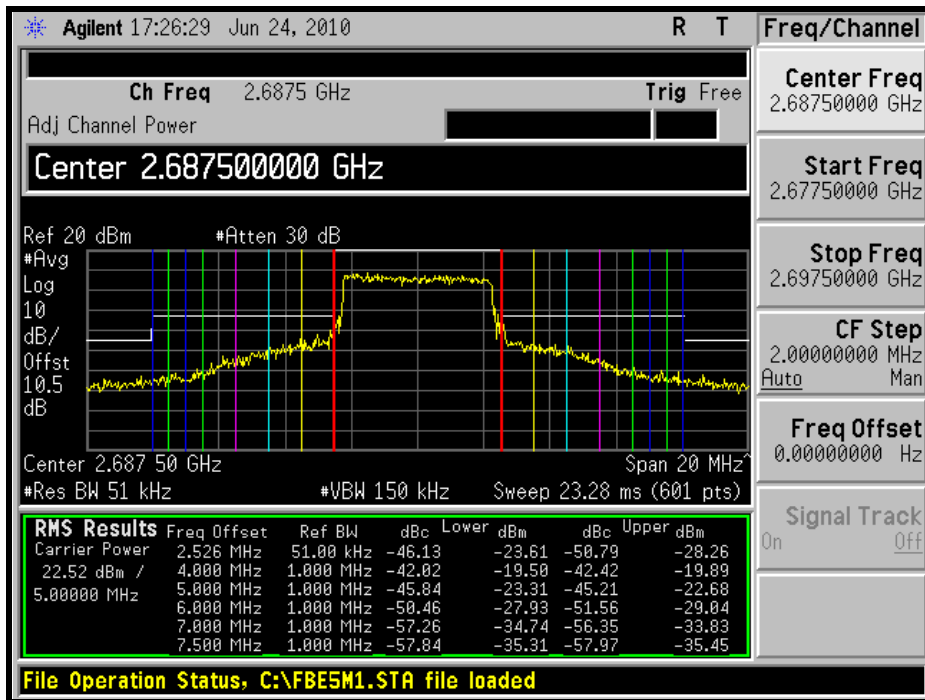 Agilent 17:26:29 Jun 24, 2010 R T
Freq/Channel
Ch Freq 2.6875 GHz Trig Free
Adj Channel Power
Center 2.687500000 GHz
Ref 20 dBm #Atten 30 dB
#Avg
Log
10
dB/
Offst
10.5
dB
Center 2.687 50 GHz Span 20 MHz^
#Res BW 51 kHz #VBW 150 kHz Sweep 23.28 ms (601 pts)
RMS Results Freq Offset Ref BW dBc Lower dBm dBc Upper dBm
Carrier Power 2.526 MHz 51.00 kHz -46.13 -23.61 -50.79 -28.26
22.52 dBm / 4.000 MHz 1.000 MHz -42.02 -19.50 -42.42 -19.89
5.00000 MHz 5.000 MHz 1.000 MHz -45.84 -23.31 -45.21 -22.68
6.000 MHz 1.000 MHz -50.46 -27.93 -51.56 -29.04
7.000 MHz 1.000 MHz -57.26 -34.74 -56.35 -33.83
7.500 MHz 1.000 MHz -57.84 -35.31 -57.97 -35.45
File Operation Status, C:\FBE5M1.STA file loaded
Center Freq
2.68750000 GHz
Start Freq
2.67750000 GHz
Stop Freq
2.69750000 GHz
CF Step
2.00000000 MHz
Auto Man
Freq Offset
0.00000000 Hz
Signal Track
On Off